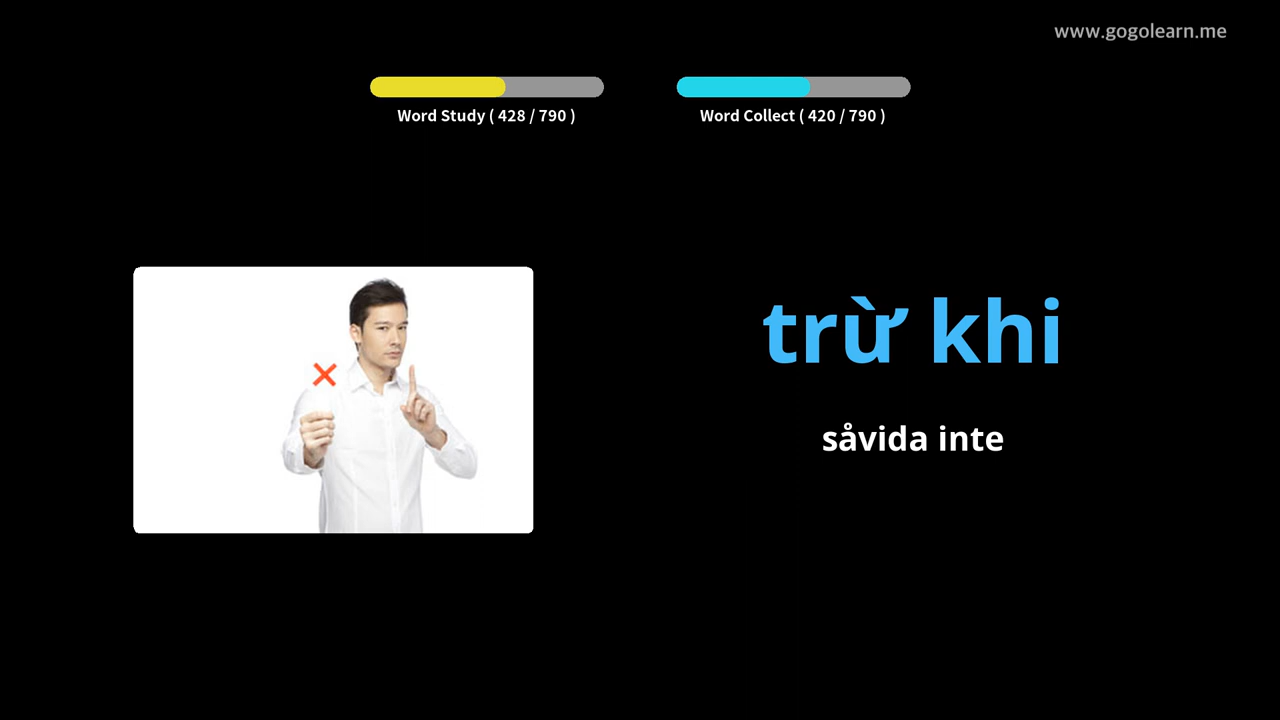 www.gogolearn.me
Word Study ( 428 / 790 )
Word Collect ( 420 / 790 )
trừ khi
såvida inte